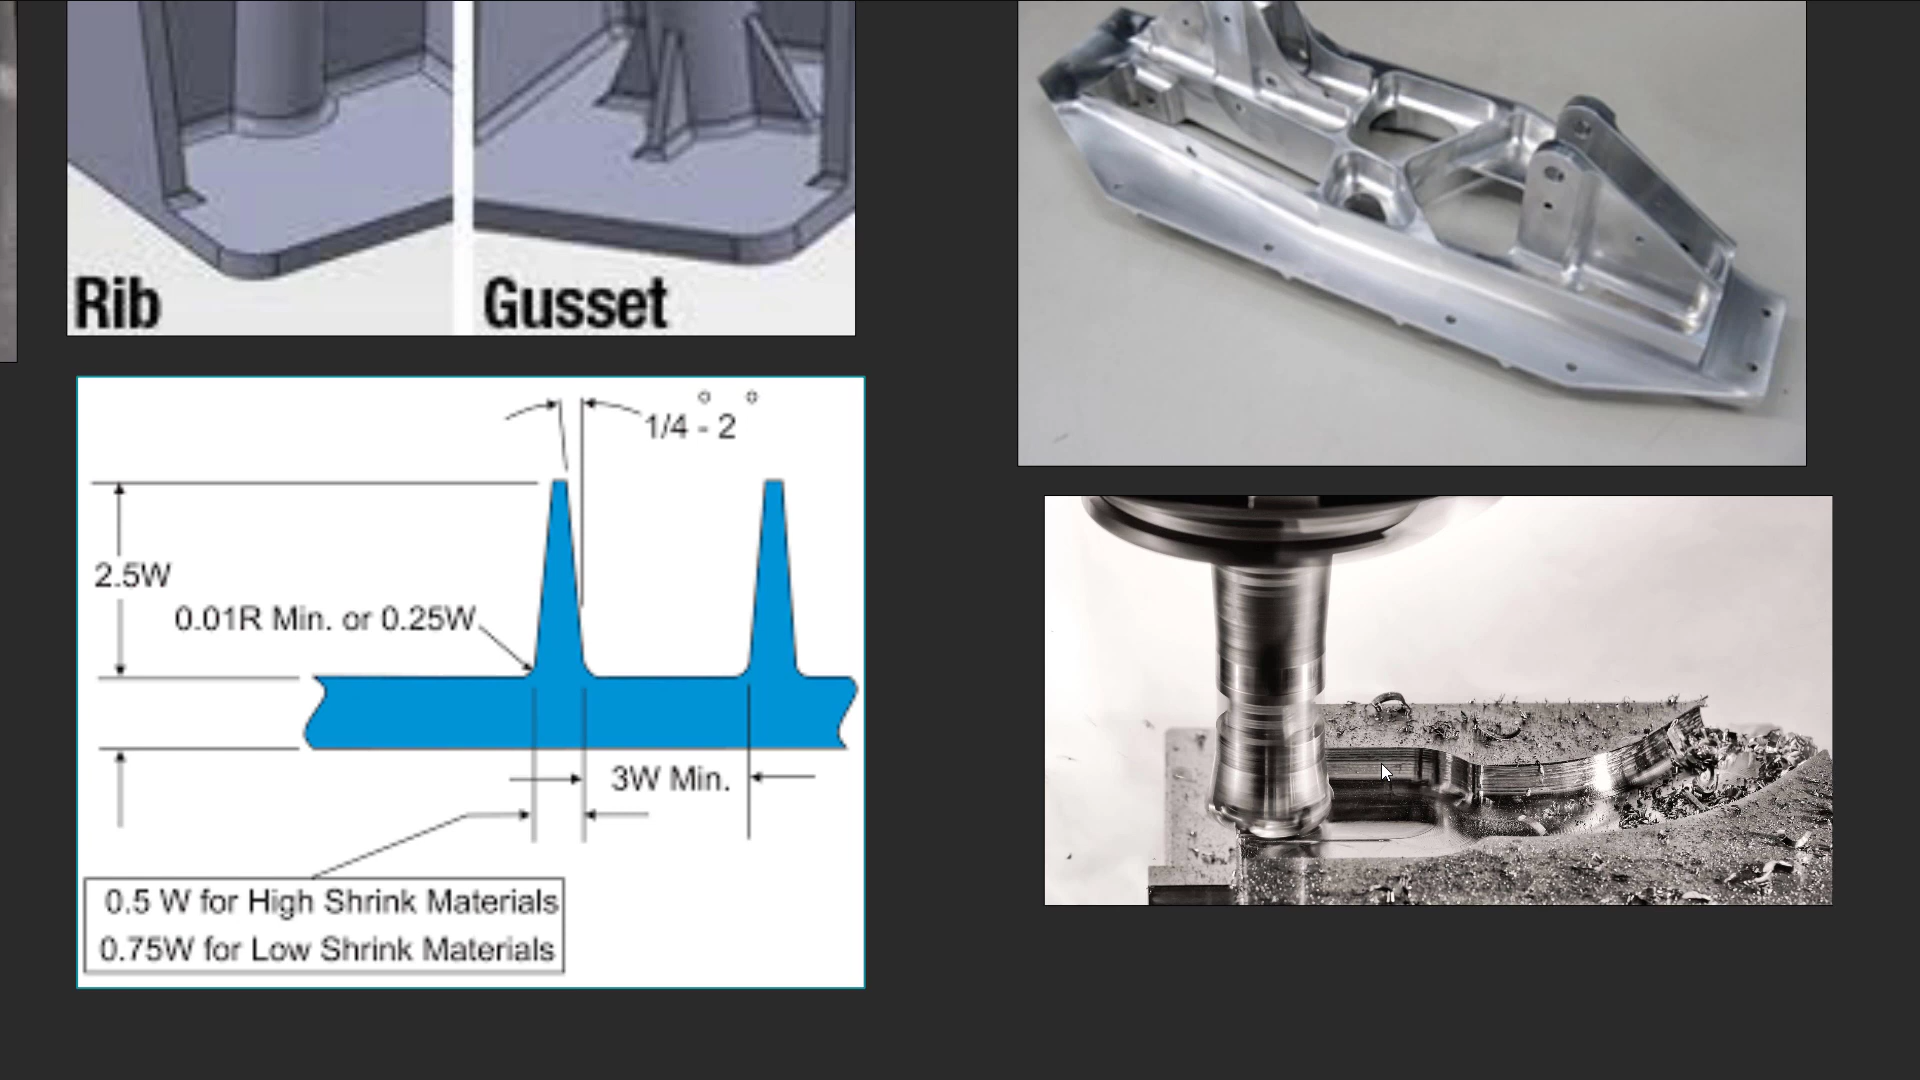 Rib
Gusset
1/4° - 2°
2.5W
0.01R Min. or 0.25W
3W Min.
0.5 W for High Shrink Materials
0.75W for Low Shrink Materials